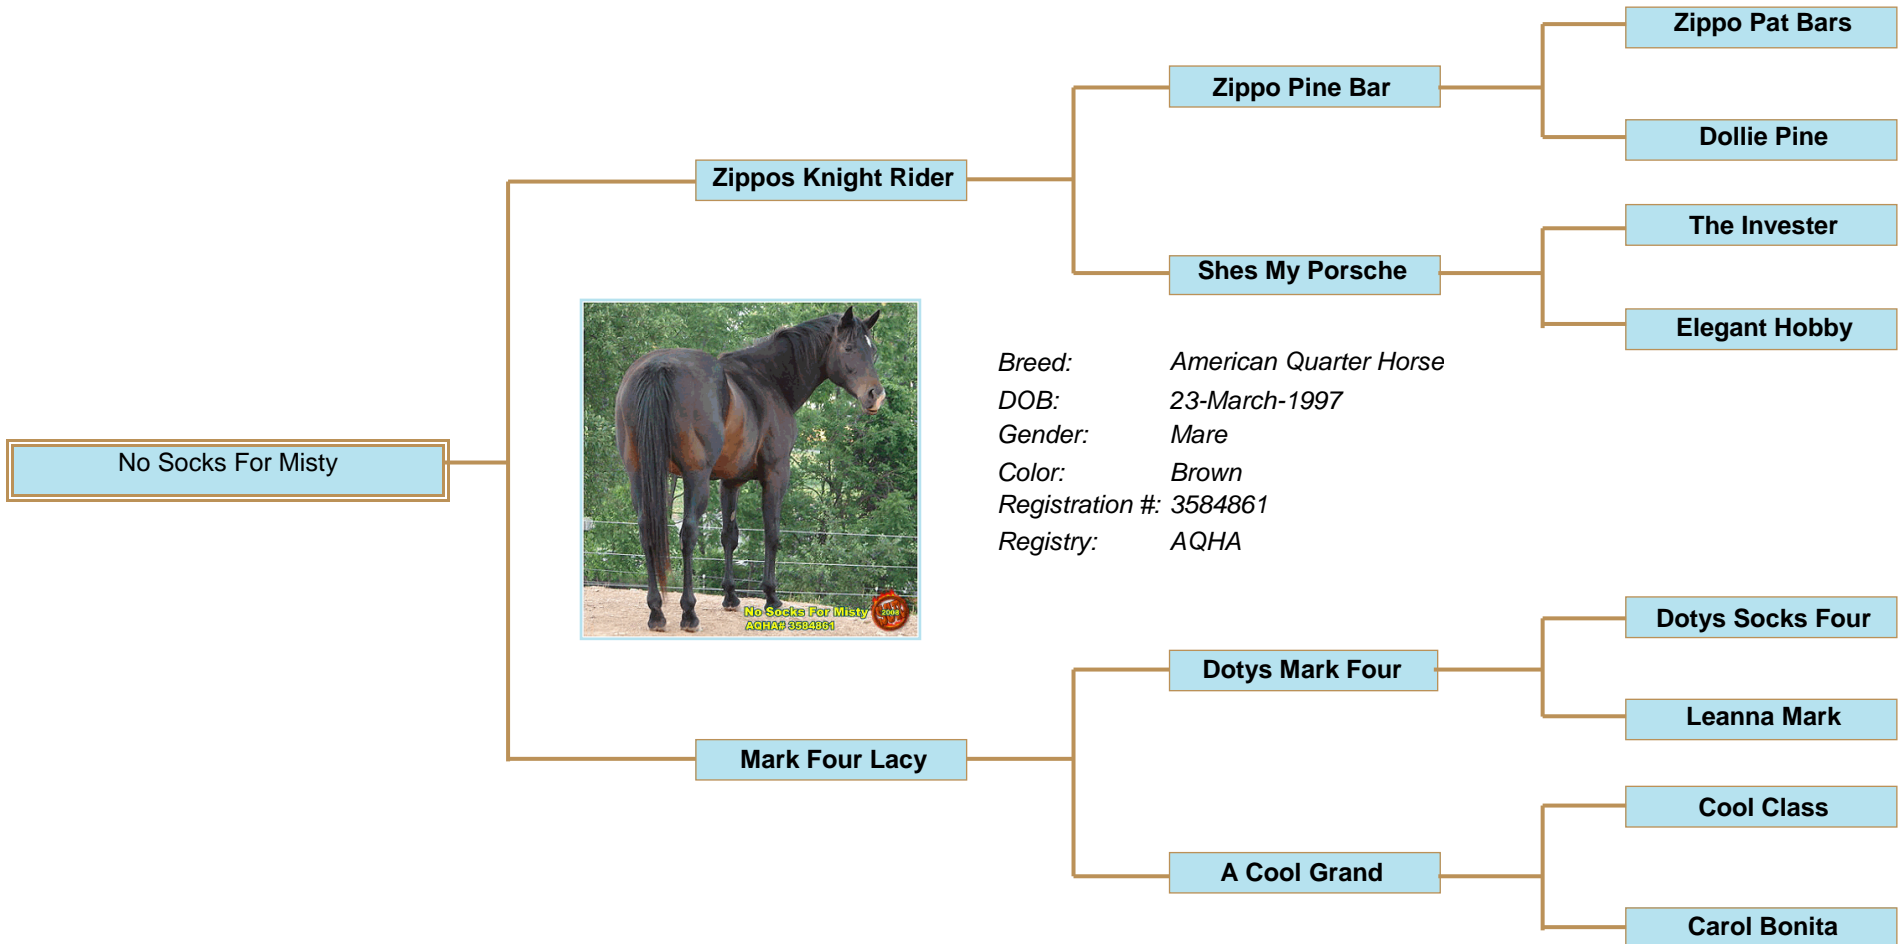 Zippo Pat Bars
Zippo Pine Bar
Dollie Pine
Zippos Knight Rider
The Invester
Shes My Porsche
Elegant Hobby
Breed: American Quarter Horse
DOB: 23-March-1997
Gender: Mare
Color: Brown
Registration #: 3584861
Registry: AQHA
No Socks For Misty
No Socks For Misty
AQHA# 3584861
2008
Dotys Socks Four
Dotys Mark Four
Leanna Mark
Mark Four Lacy
Cool Class
A Cool Grand
Carol Bonita